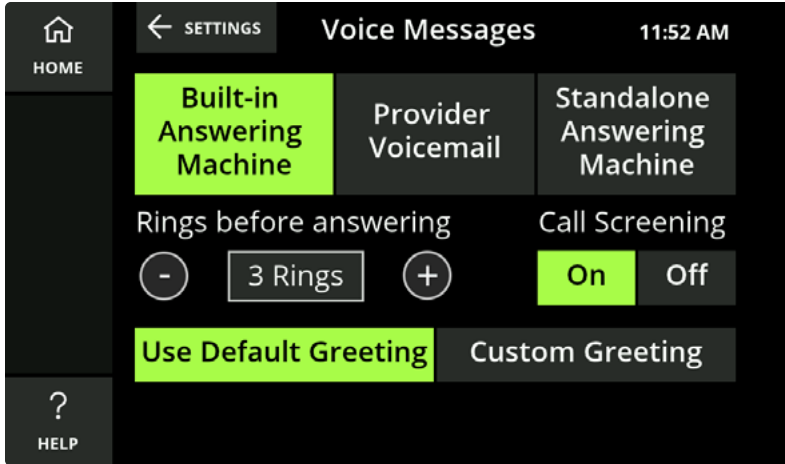 HOME
← SETTINGS
Voice Messages
11:52 AM
Built-in
Answering
Machine
Provider
Voicemail
Standalone
Answering
Machine
Rings before answering
Call Screening
-
3 Rings
+
On
Off
Use Default Greeting
Custom Greeting
?
HELP